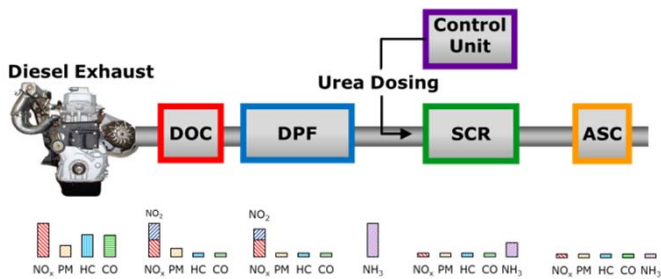 Control
Unit
Diesel Exhaust
Urea Dosing
DOC
DPF
SCR
ASC
NO₂
NO₂
NOₓ PM HC CO
NOₓ PM HC CO
NOₓ PM HC CO
NH₃
NOₓ PM HC CO NH₃
NOₓ PM HC CO NH₃